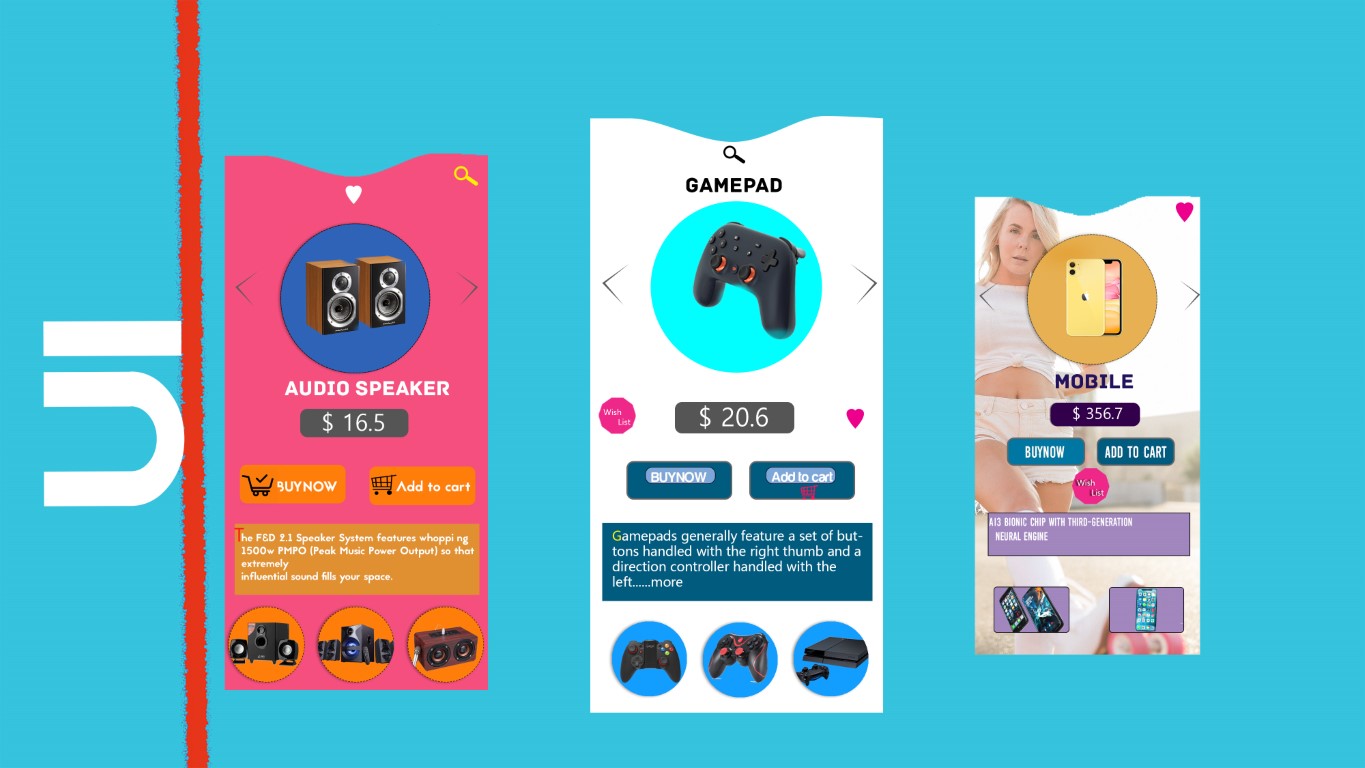 UI
AUDIO SPEAKER
$ 16.5
BUYNOW
Add to cart
The F&D 2.1 Speaker System features whoppi ng
1500w PMPO (Peak Music Power Output) so that
extremely
influential sound fills your space.
GAMEPAD
Wish
List
$ 20.6
BUYNOW
Add to cart
Gamepads generally feature a set of but-
tons handled with the right thumb and a
direction controller handled with the
left......more
MOBILE
$ 356.7
BUYNOW
ADD TO CART
Wish
List
A13 BIONIC CHIP WITH THIRD-GENERATION
NEURAL ENGINE